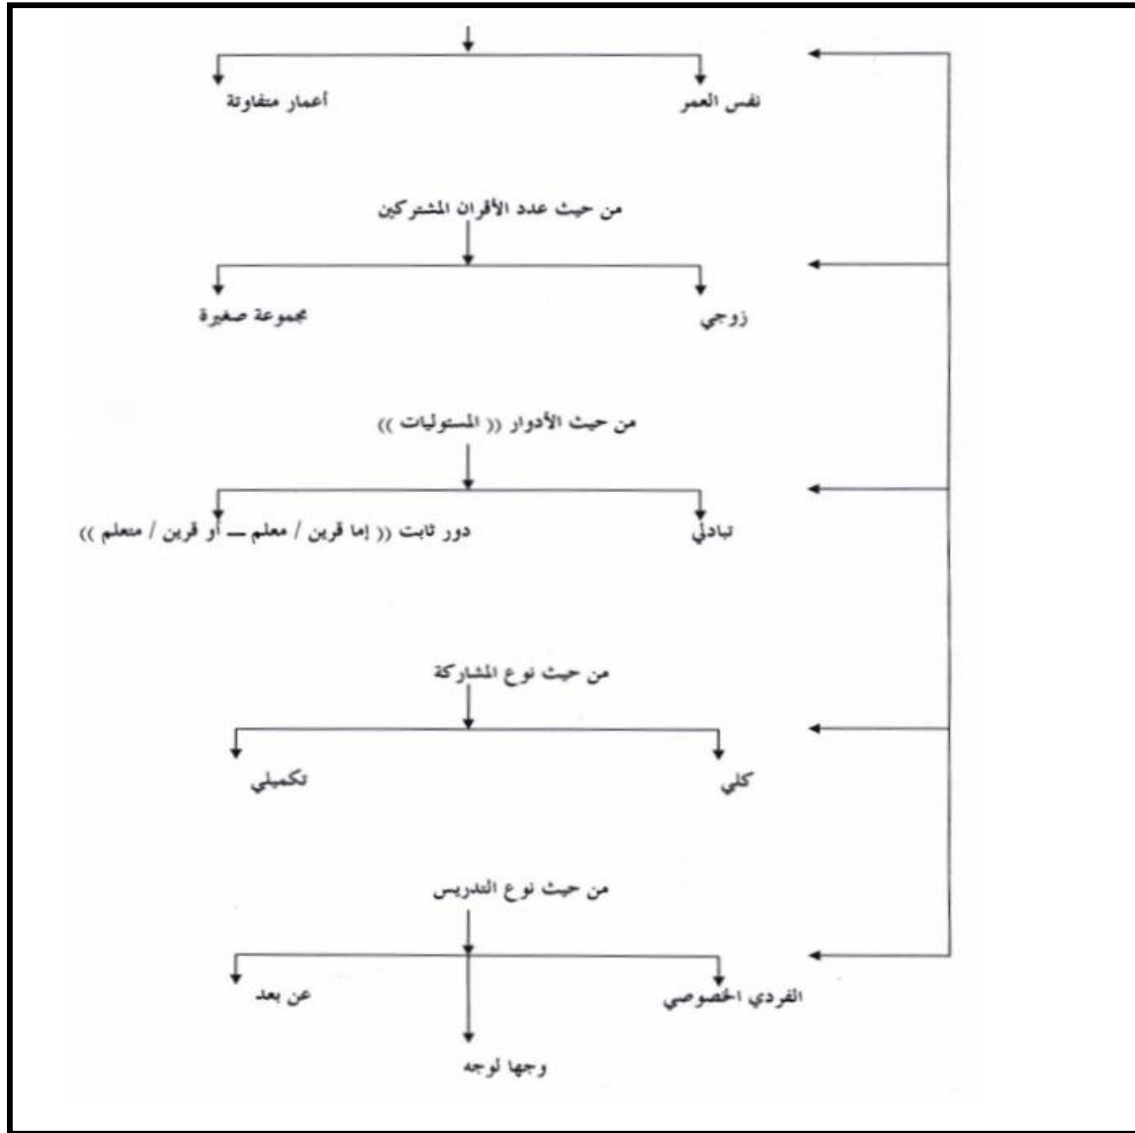 نفس العمر
أعمار متفاوتة
من حيث عدد الأقران المشتركين
زوجي
مجموعة صغيرة
من حيث الأدوار (( المسئوليات ))
تبادلي
دور ثابت (( إما قرين / معلم ــ أو قرين / متعلم ))
من حيث نوع المشاركة
كلي
تكميلي
من حيث نوع التدريس
الفردي الخصوصي
عن بعد
وجها لوجه